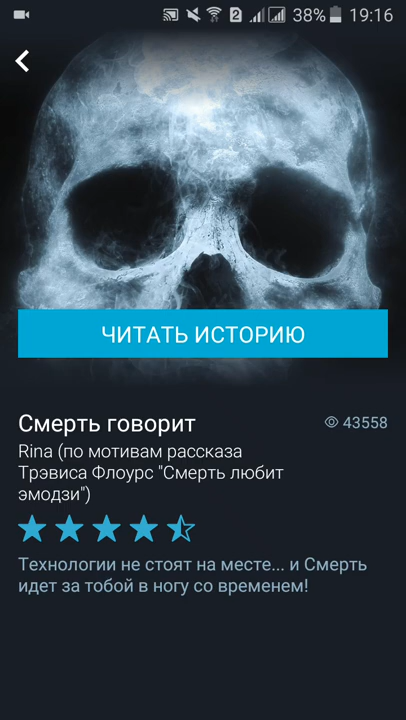 2 38% 19:16
ЧИТАТЬ ИСТОРИЮ
Смерть говорит 43558
Rina (по мотивам рассказа
Трэвиса Флоурс "Смерть любит
эмодзи")
Технологии не стоят на месте... и Смерть
идет за тобой в ногу со временем!